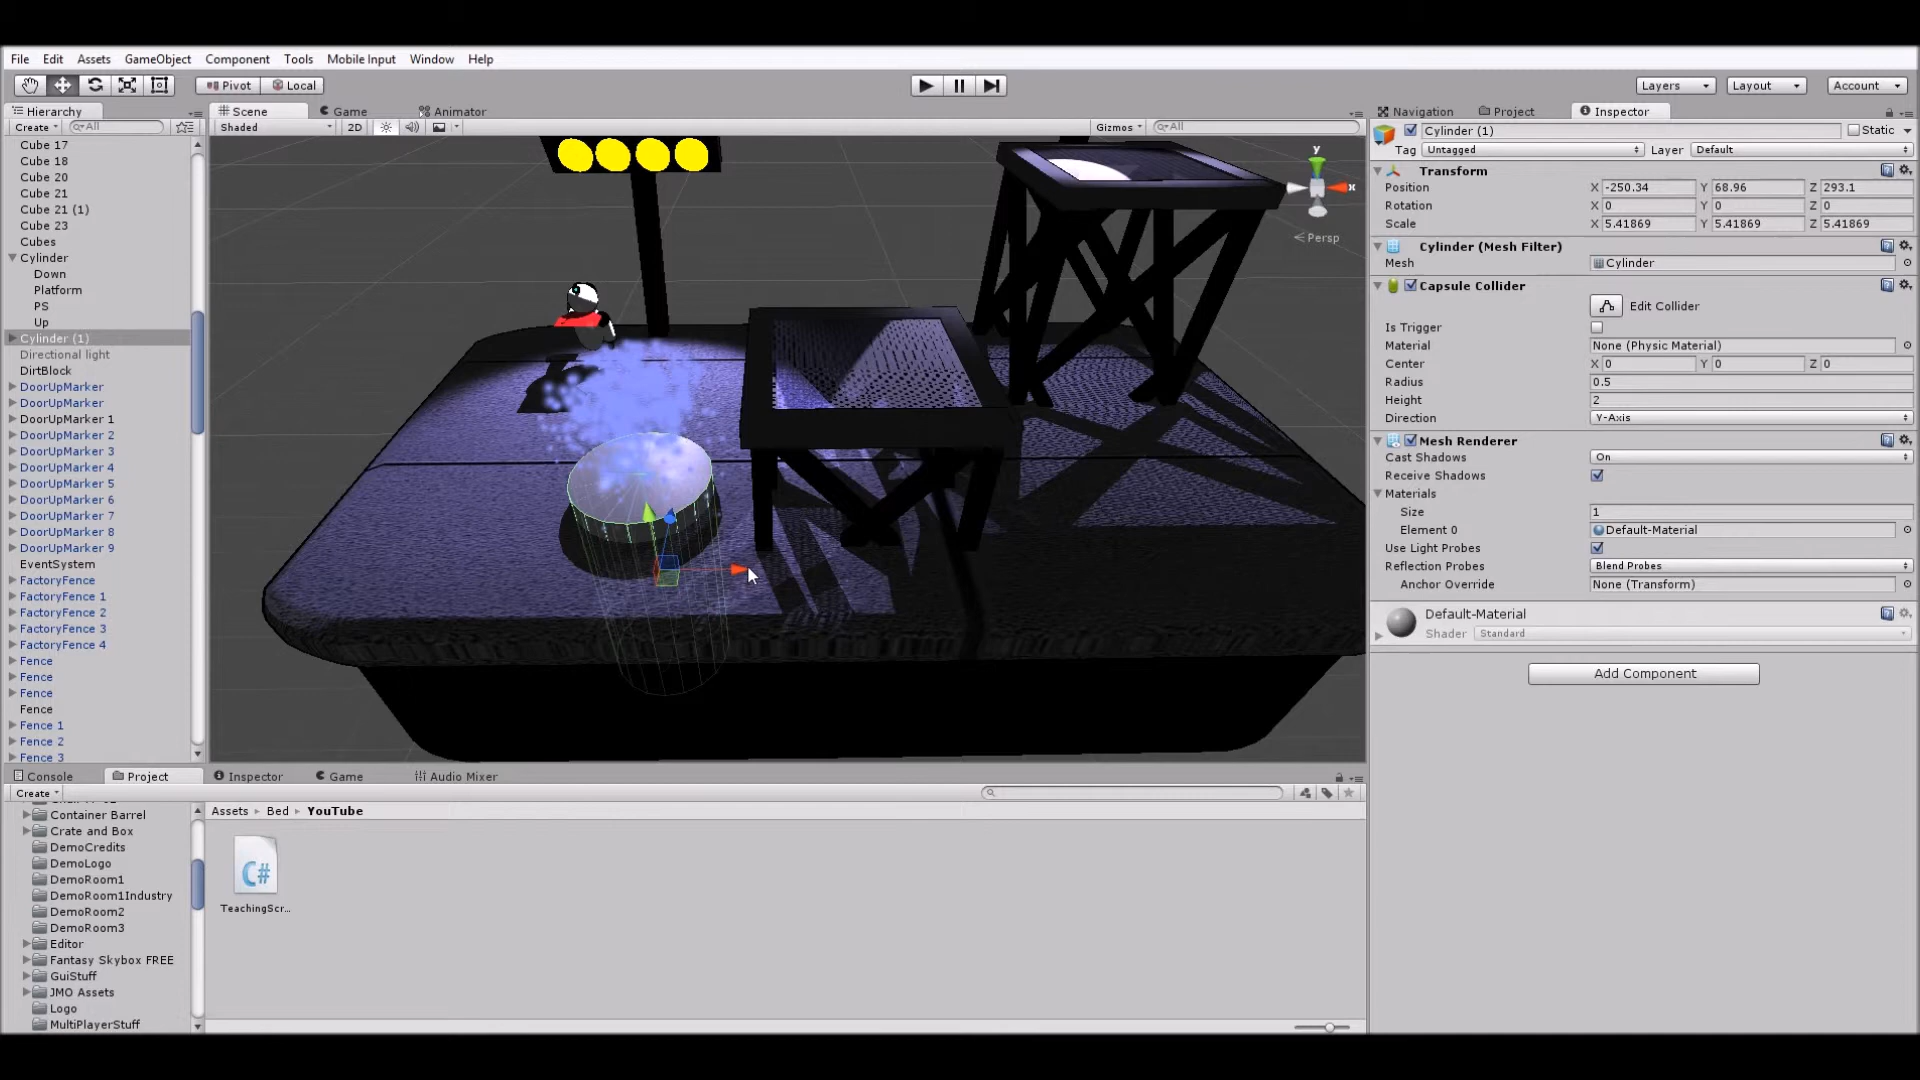 File Edit Assets GameObject Component Tools Mobile Input Window Help
Pivot Local Layers Layout Account
Hierarchy Scene Game Animator Navigation Project Inspector
Create All Shaded 2D Gizmos All
Cube 17
Cube 18
Cube 20
Cube 21
Cube 21 (1)
Cube 23
Cubes
Cylinder
Down
Platform
PS
Up
Cylinder (1)
Directional light
DirtBlock
DoorUpMarker
DoorUpMarker
DoorUpMarker 1
DoorUpMarker 2
DoorUpMarker 3
DoorUpMarker 4
DoorUpMarker 5
DoorUpMarker 6
DoorUpMarker 7
DoorUpMarker 8
DoorUpMarker 9
EventSystem
FactoryFence
FactoryFence 1
FactoryFence 2
FactoryFence 3
FactoryFence 4
Fence
Fence
Fence
Fence
Fence 1
Fence 2
Fence 3
y
x
Persp
Cylinder (1) Static
Tag Untagged Layer Default
Transform
Position X -250.34 Y 68.96 Z 293.1
Rotation X 0 Y 0 Z 0
Scale X 5.41869 Y 5.41869 Z 5.41869
Cylinder (Mesh Filter)
Mesh Cylinder
Capsule Collider
Edit Collider
Is Trigger
Material None (Physic Material)
Center X 0 Y 0 Z 0
Radius 0.5
Height 2
Direction Y-Axis
Mesh Renderer
Cast Shadows On
Receive Shadows
Materials
Size 1
Element 0 Default-Material
Use Light Probes
Reflection Probes Blend Probes
Anchor Override None (Transform)
Default-Material
Shader Standard
Add Component
Console Project Inspector Game Audio Mixer
Create
Container Barrel
Crate and Box
DemoCredits
DemoLogo
DemoRoom1
DemoRoom1Industry
DemoRoom2
DemoRoom3
Editor
Fantasy Skybox FREE
GuiStuff
JMO Assets
Logo
MultiPlayerStuff
Assets Bed YouTube
C#
TeachingScr...